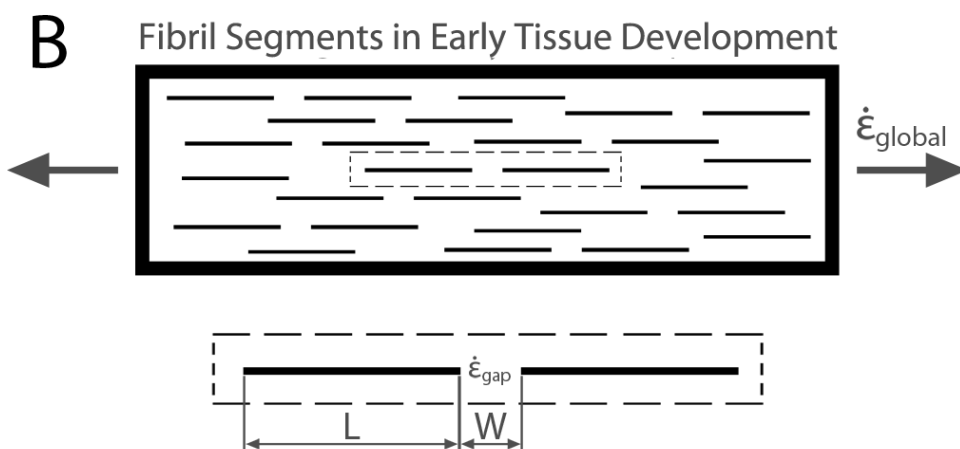 B
Fibril Segments in Early Tissue Development
ε̇global
ε̇gap
L
W